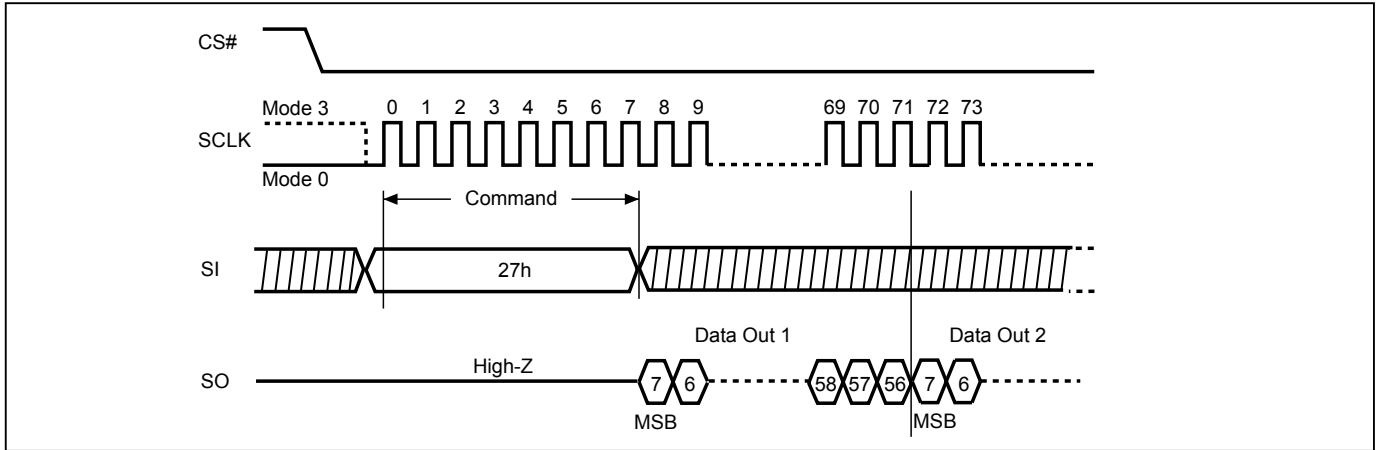 CS#
Mode 3
0 1 2 3 4 5 6 7 8 9 69 70 71 72 73
SCLK
Mode 0
Command
SI
27h
Data Out 1
Data Out 2
High-Z
SO
7 6 58 57 56 7 6
MSB
MSB